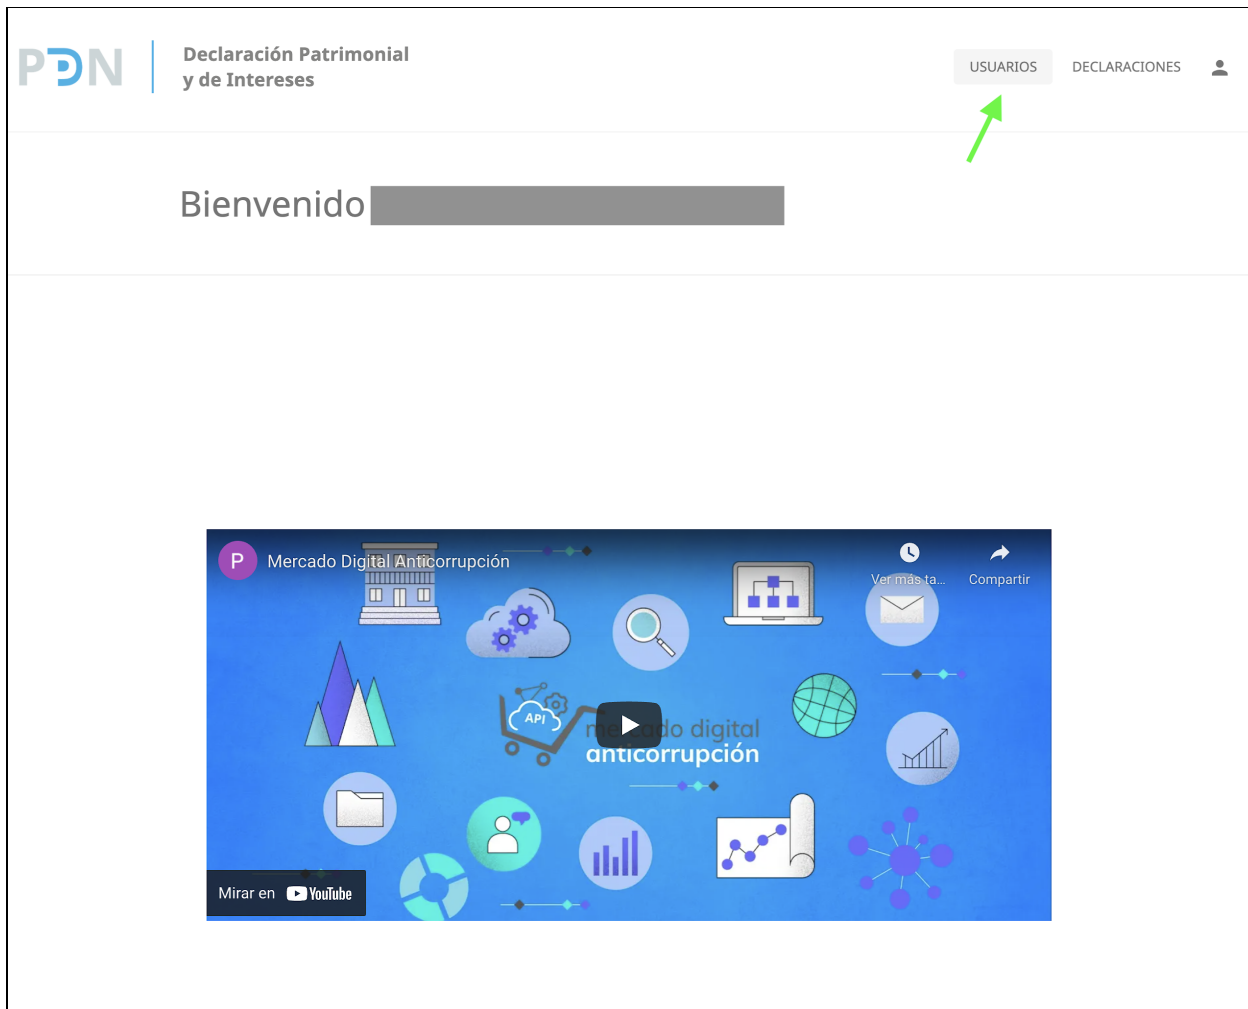 PDN
Declaración Patrimonial
y de Intereses
USUARIOS
DECLARACIONES
Bienvenido
P
Mercado Digital Anticorrupción
Ver más ta...
Compartir
API
mercado digital
anticorrupción
Mirar en YouTube